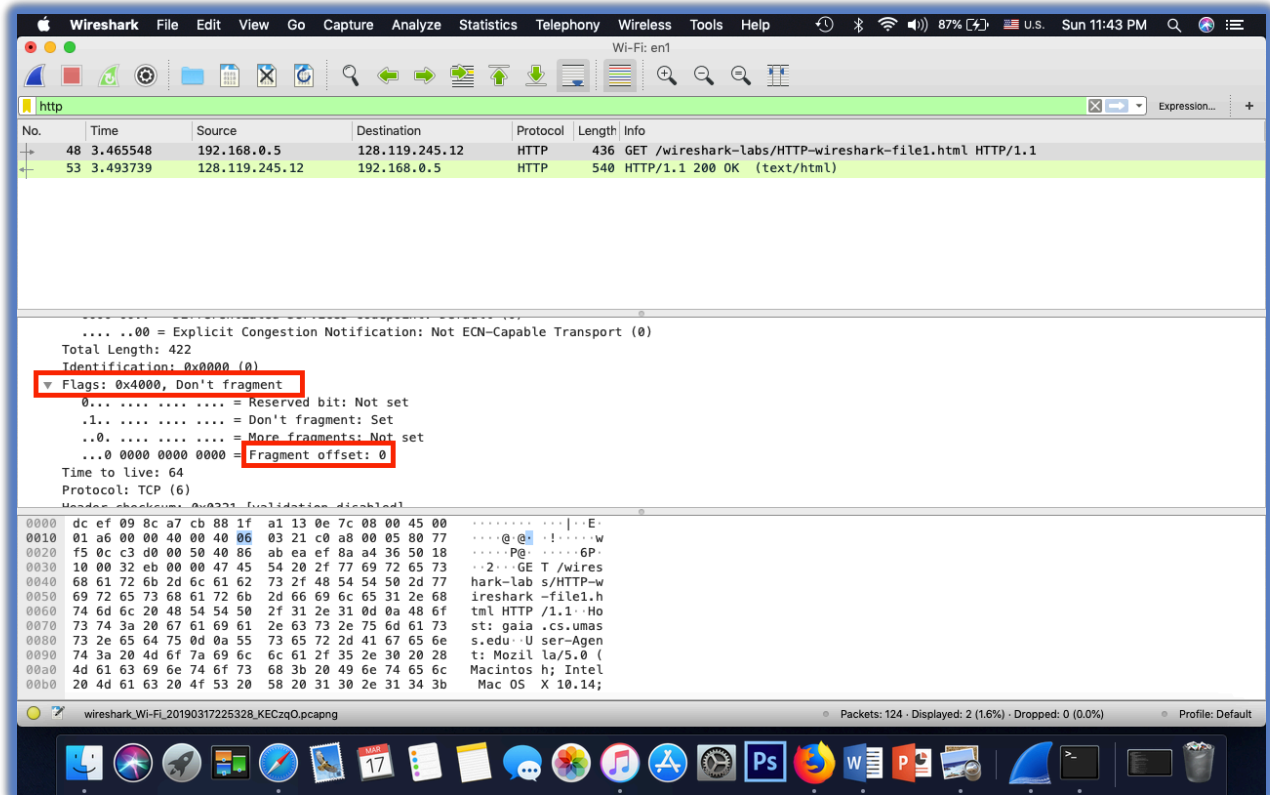 Wireshark File Edit View Go Capture Analyze Statistics Telephony Wireless Tools Help 87% U.S. Sun 11:43 PM
Wi-Fi: en1
http Expression... +
No. Time Source Destination Protocol Length Info
48 3.465548 192.168.0.5 128.119.245.12 HTTP 436 GET /wireshark-labs/HTTP-wireshark-file1.html HTTP/1.1
53 3.493739 128.119.245.12 192.168.0.5 HTTP 540 HTTP/1.1 200 OK (text/html)
.... ..00 = Explicit Congestion Notification: Not ECN-Capable Transport (0)
Total Length: 422
Identification: 0x0000 (0)
Flags: 0x4000, Don't fragment
0... .... .... .... = Reserved bit: Not set
.1.. .... .... .... = Don't fragment: Set
..0. .... .... .... = More fragments: Not set
...0 0000 0000 0000 = Fragment offset: 0
Time to live: 64
Protocol: TCP (6)
Header checksum: 0x0321 [validation disabled]
0000 dc ef 09 8c a7 cb 88 1f a1 13 0e 7c 08 00 45 00 ········ ···|··E·
0010 01 a6 00 00 40 00 40 06 03 21 c0 a8 00 05 80 77 ····@·@· ·!·····w
0020 f5 0c c3 d0 00 50 40 86 ab ea ef 8a a4 36 50 18 ·····P@· ·····6P·
0030 10 00 32 eb 00 00 47 45 54 20 2f 77 69 72 65 73 ··2···GE T /wires
0040 68 61 72 6b 2d 6c 61 62 73 2f 48 54 54 50 2d 77 hark-lab s/HTTP-w
0050 69 72 65 73 68 61 72 6b 2d 66 69 6c 65 31 2e 68 ireshark -file1.h
0060 74 6d 6c 20 48 54 54 50 2f 31 2e 31 0d 0a 48 6f tml HTTP /1.1··Ho
0070 73 74 3a 20 67 61 69 61 2e 63 73 2e 75 6d 61 73 st: gaia .cs.umas
0080 73 2e 65 64 75 0d 0a 55 73 65 72 2d 41 67 65 6e s.edu··U ser-Agen
0090 74 3a 20 4d 6f 7a 69 6c 6c 61 2f 35 2e 30 20 28 t: Mozil la/5.0 (
00a0 4d 61 63 69 6e 74 6f 73 68 3b 20 49 6e 74 65 6c Macintos h; Intel
00b0 20 4d 61 63 20 4f 53 20 58 20 31 30 2e 31 34 3b Mac OS X 10.14;
wireshark_Wi-Fi_20190317225328_KECzqO.pcapng Packets: 124 · Displayed: 2 (1.6%) · Dropped: 0 (0.0%) Profile: Default
MAR
17
Ps
W
P